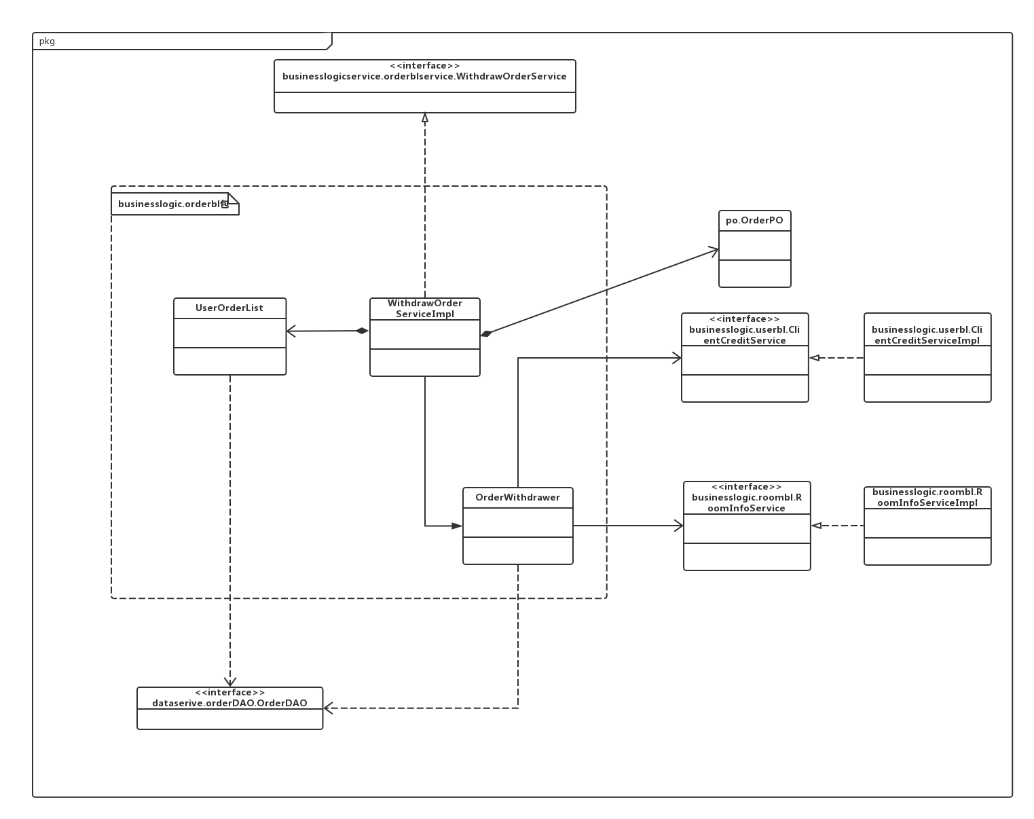 pkg
<<interface>>
businesslogicservice.orderblservice.WithdrawOrderService
businesslogic.orderbl
po.OrderPO
UserOrderList
WithdrawOrder
ServiceImpl
<<interface>>
businesslogic.userbl.Cli
entCreditService
businesslogic.userbl.Cli
entCreditServiceImpl
OrderWithdrawer
<<interface>>
businesslogic.roombl.R
oomInfoService
businesslogic.roombl.R
oomInfoServiceImpl
<<interface>>
dataserive.orderDAO.OrderDAO